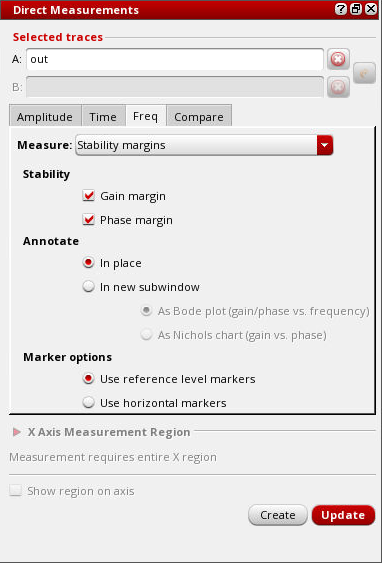 Direct Measurements
Selected traces
A: out
B:
Amplitude Time Freq Compare
Measure: Stability margins
Stability
Gain margin
Phase margin
Annotate
In place
In new subwindow
As Bode plot (gain/phase vs. frequency)
As Nichols chart (gain vs. phase)
Marker options
Use reference level markers
Use horizontal markers
X Axis Measurement Region
Measurement requires entire X region
Show region on axis
Create Update